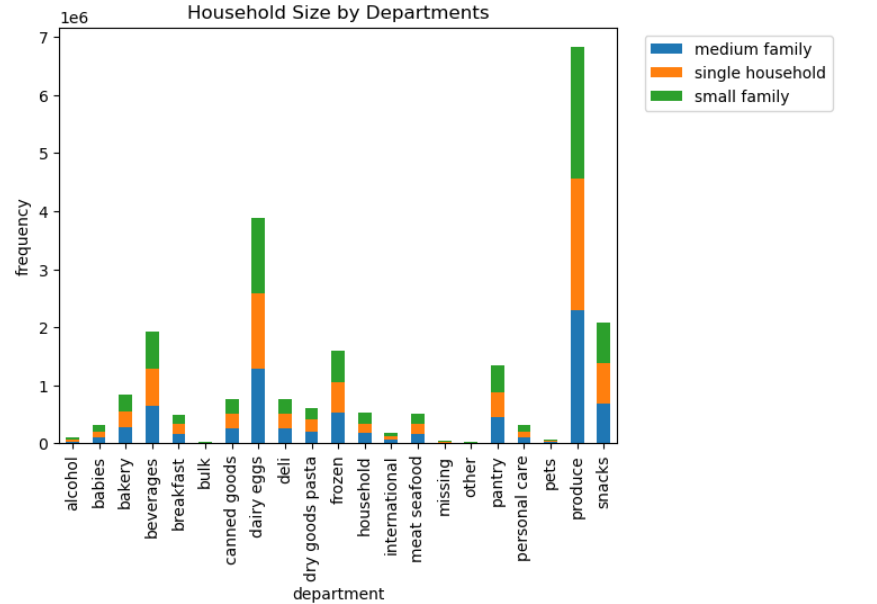 Household Size by Departments
1e6
7
6
5
4
3
2
1
0
frequency
medium family
single household
small family
alcohol
babies
bakery
beverages
breakfast
bulk
canned goods
dairy eggs
deli
dry goods pasta
frozen
household
international
meat seafood
missing
other
pantry
personal care
pets
produce
snacks
department